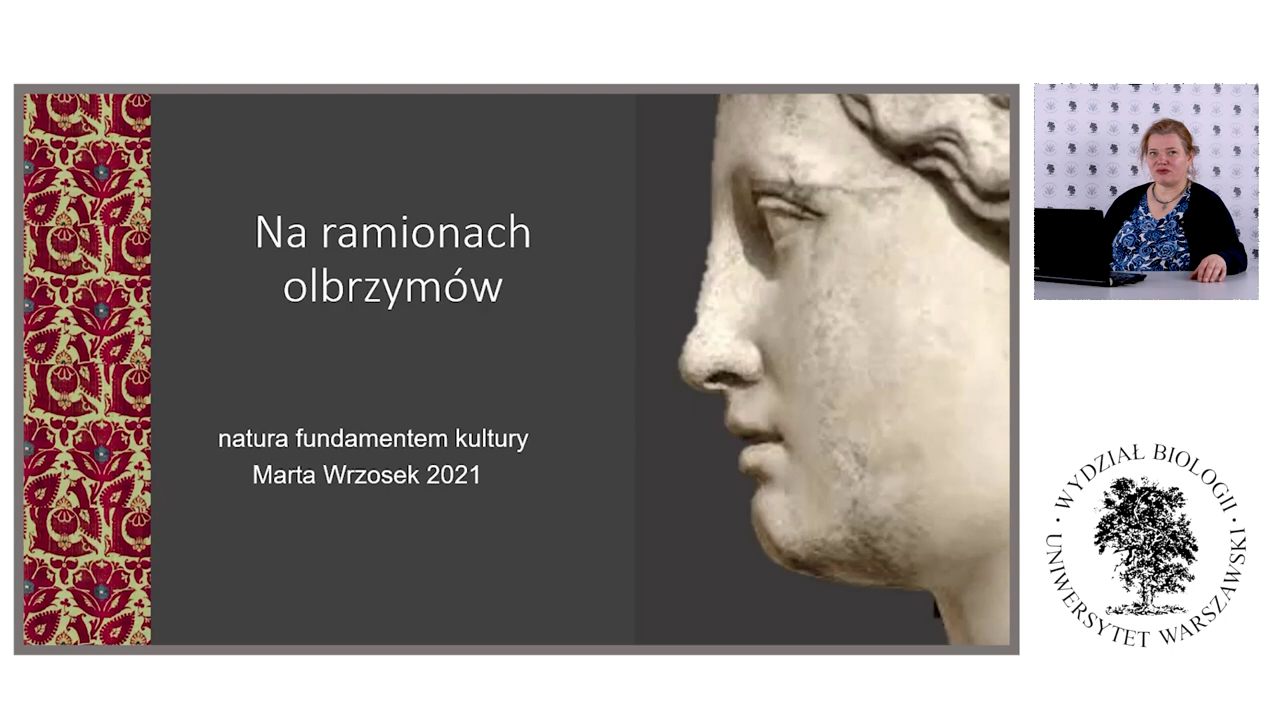 Na ramionach
olbrzymów
natura fundamentem kultury
Marta Wrzosek 2021
• WYDZIAŁ BIOLOGII •
UNIWERSYTET WARSZAWSKI